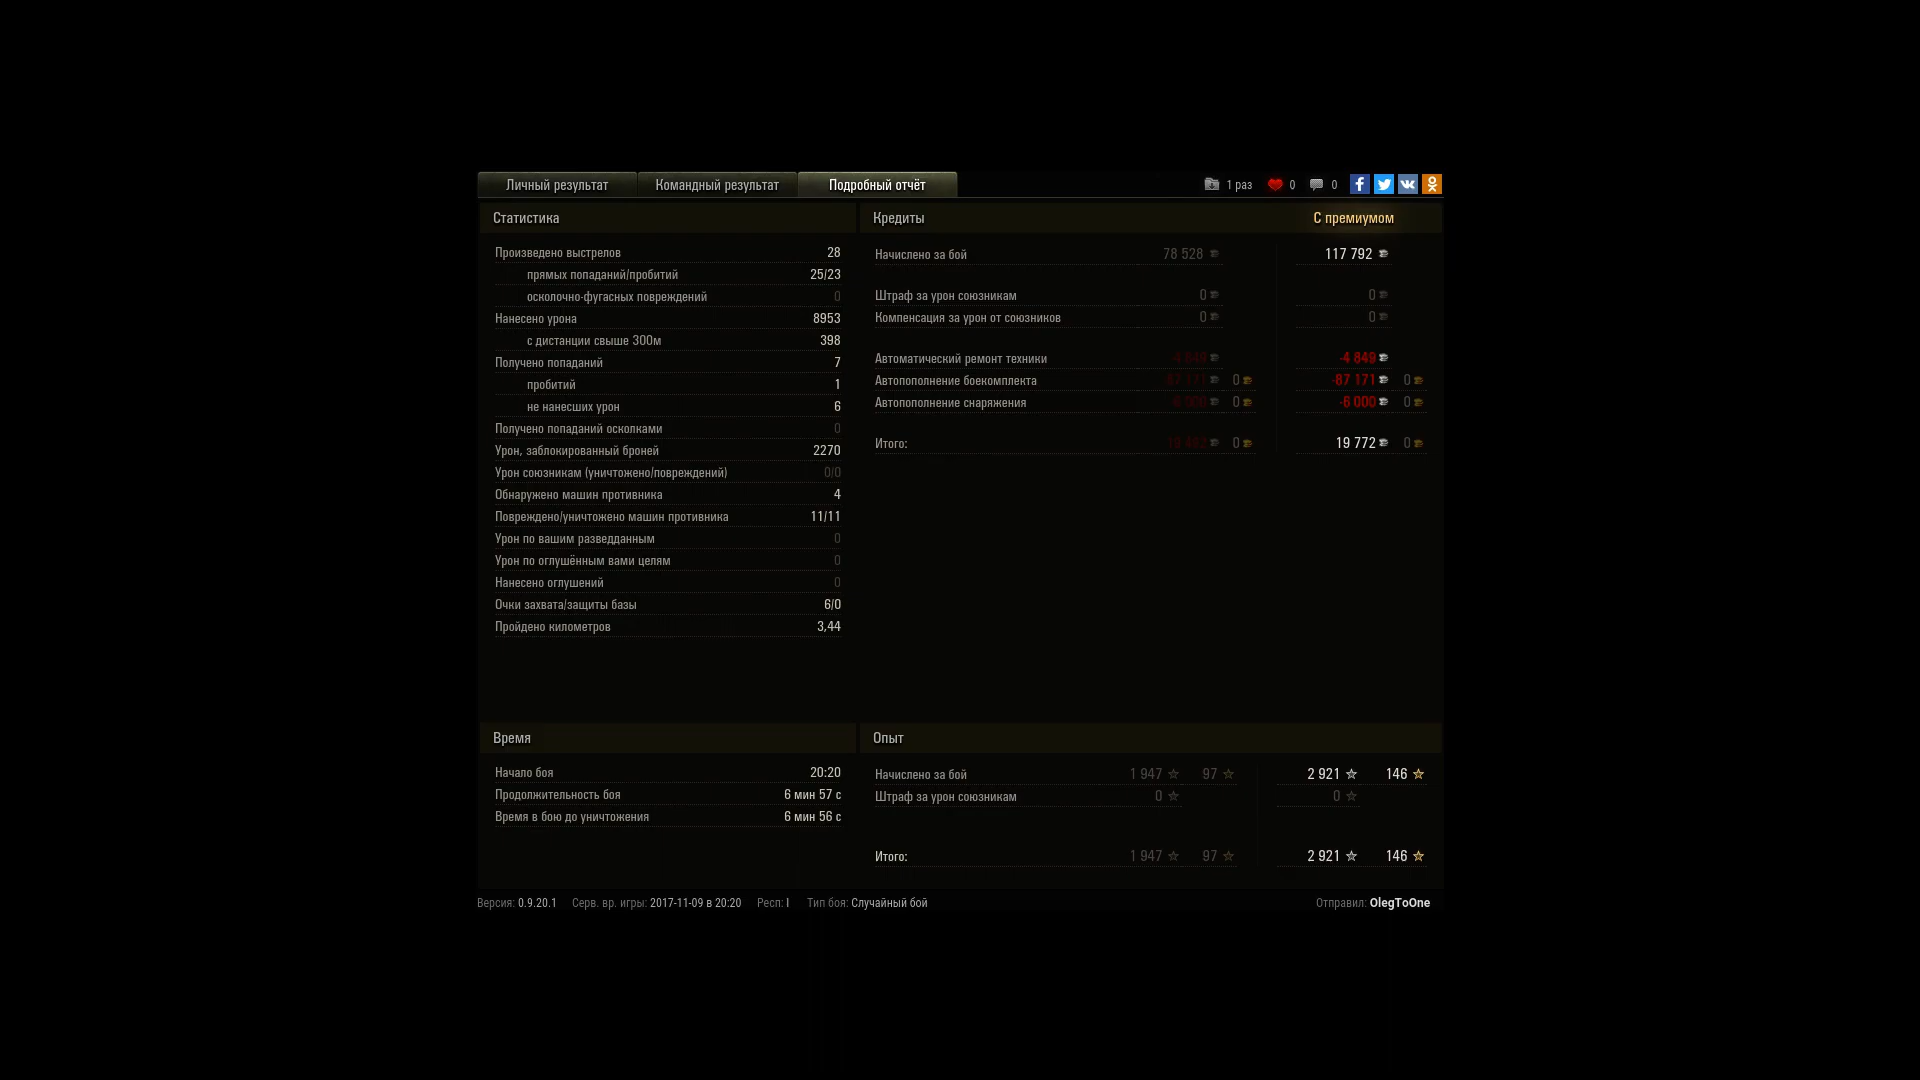 Личный результат Командный результат Подробный отчёт 1 раз 0 0
Статистика
Произведено выстрелов 28
прямых попаданий/пробитий 25/23
осколочно-фугасных повреждений 0
Нанесено урона 8953
с дистанции свыше 300м 398
Получено попаданий 7
пробитий 1
не нанесших урон 6
Получено попаданий осколками 0
Урон, заблокированный броней 2270
Урон союзникам (уничтожено/повреждений) 0/0
Обнаружено машин противника 4
Повреждено/уничтожено машин противника 11/11
Урон по вашим разведданным 0
Урон по оглушённым вами целям 0
Нанесено оглушений 0
Очки захвата/защиты базы 6/0
Пройдено километров 3,44
Кредиты С премиумом
Начислено за бой 78 528 117 792
Штраф за урон союзникам 0 0
Компенсация за урон от союзников 0 0
Автоматический ремонт техники -4 849 -4 849
Автопополнение боекомплекта -87 171 0 -87 171 0
Автопополнение снаряжения -6 000 0 -6 000 0
Итого: 0 19 772 0
Время
Начало боя 20:20
Продолжительность боя 6 мин 57 с
Время в бою до уничтожения 6 мин 56 с
Опыт
Начислено за бой 1 947 97 2 921 146
Штраф за урон союзникам 0 0
Итого: 1 947 97 2 921 146
Версия: 0.9.20.1 Серв. вр. игры: 2017-11-09 в 20:20 Респ: I Тип боя: Случайный бой Отправил: OlegToOne